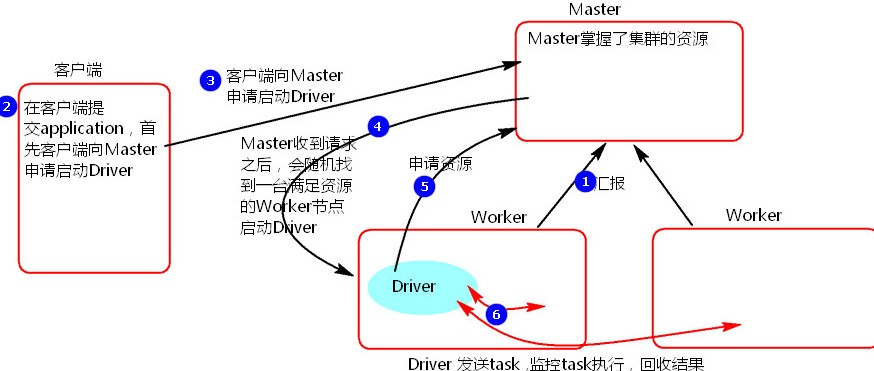 Master
Master掌握了集群的资源
客户端
2
在客户端提
交application，首
先客户端向Master
申请启动Driver
3
客户端向Master
申请启动Driver
4
Master收到请求
之后，会随机找
到一台满足资源
的Worker节点
启动Driver
申请资源
5
1
汇报
Worker
Worker
Driver
6
Driver 发送task ,监控task执行，回收结果